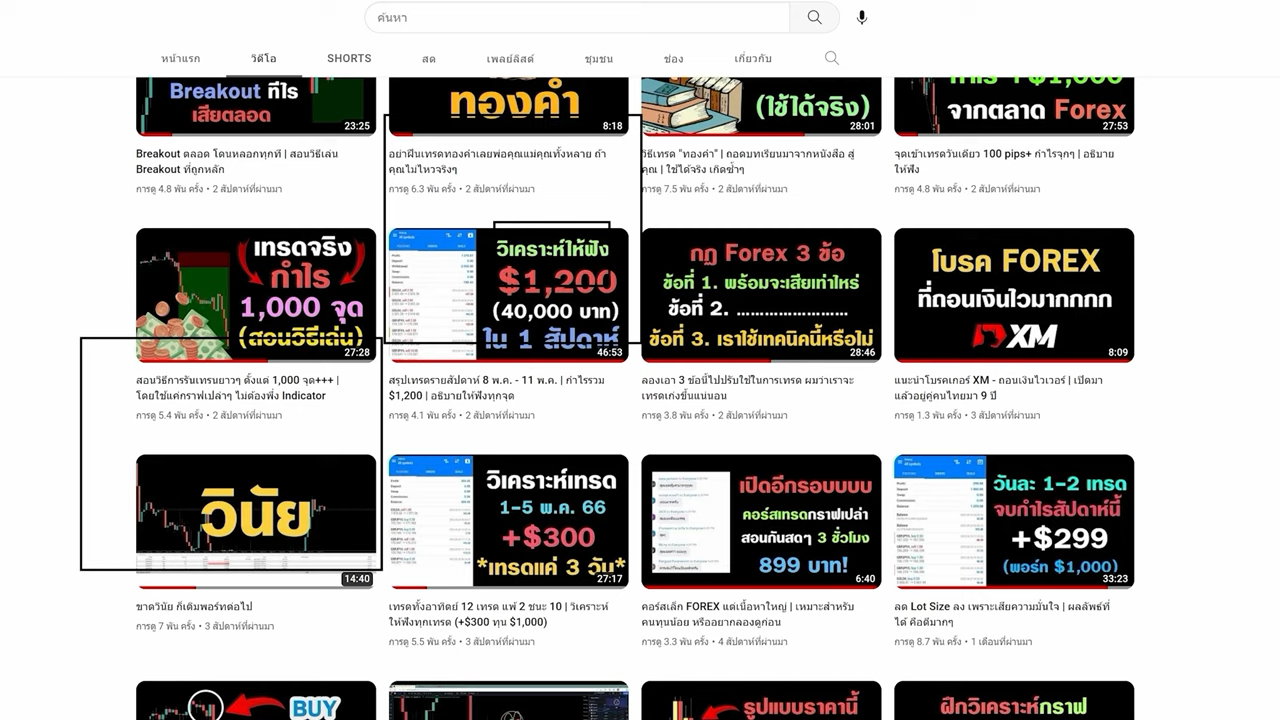 ค้นหา
หน้าแรก
วิดีโอ
SHORTS
สด
เพลย์ลิสต์
ชุมชน
ช่อง
เกี่ยวกับ
Breakout ทีไร
เสียตลอด
23:25
ทองคำ
8:18
(ใช้ได้จริง)
28:01
กำไร +$1,000
จากตลาด Forex
27:53
Breakout ตลอด โดนหลอกทุกที | สอนวิธีเล่น
Breakout ที่ถูกหลัก
การดู 4.8 พัน ครั้ง • 2 สัปดาห์ที่ผ่านมา
อย่าฝืนเทรดทองคำเลยพ่อคุณแม่คุณทั้งหลาย ถ้า
คุณไม่ไหวจริงๆ
การดู 6.3 พัน ครั้ง • 2 สัปดาห์ที่ผ่านมา
วิธีเทรด "ทองคำ" | ถอดบทเรียนมาจากหนังสือ สู่
คุณ | ใช้ได้จริง เกิดซ้ำๆ
การดู 7.5 พัน ครั้ง • 2 สัปดาห์ที่ผ่านมา
จุดเข้าเทรดวันเดียว 100 pips+ กำไรจุกๆ | อธิบาย
ให้ฟัง
การดู 4.8 พัน ครั้ง • 2 สัปดาห์ที่ผ่านมา
เทรดจริง
กำไร
1,000 จุด
(สอนวิธีเล่น)
27:28
วิเคราะห์ให้ฟัง
$1,200
(40,000 บาท)
ใน 1 สัปดาห์
46:53
กฎ Forex 3 ข้อ
ข้อที่ 1. พร้อมจะเสียเท่าไหร่
ข้อที่ 2. ........................
ข้อที่ 3. เราใช้เทคนิคนี้หรือไม่
28:46
โบรค FOREX
ที่ถอนเงินไวมากกกก
XM
8:09
สอนวิธีการรันเทรนยาวๆ ตั้งแต่ 1,000 จุด+++ |
โดยใช้แค่กราฟเปล่าๆ ไม่ต้องพึ่ง Indicator
การดู 5.4 พัน ครั้ง • 2 สัปดาห์ที่ผ่านมา
สรุปเทรดรายสัปดาห์ 8 พ.ค. - 11 พ.ค. | กำไรรวม
$1,200 | อธิบายให้ฟังทุกจุด
การดู 4.1 พัน ครั้ง • 2 สัปดาห์ที่ผ่านมา
ลองเอา 3 ข้อนี้ไปปรับใช้ในการเทรด ผมว่าเราจะ
เทรดเก่งขึ้นแน่นอน
การดู 3.8 พัน ครั้ง • 2 สัปดาห์ที่ผ่านมา
แนะนำโบรคเกอร์ XM - ถอนเงินไวเวอร์ | เปิดมา
แล้วอยู่คู่คนไทยมา 9 ปี
การดู 1.3 พัน ครั้ง • 3 สัปดาห์ที่ผ่านมา
วินัย
14:40
วิเคราะห์เทรด
1-5 พ.ค. 66
+$300
*เทรดแค่ 3 วัน*
27:17
เปิดอีกรอบบบบ
คอร์สเทรดกราฟเปล่า
สอนกันสดๆ 3 ชั่วโมง
899 บาท!
6:40
วันละ 1-2 เทรด
จบกำไรสัปดาห์นี้
+$299
(พอร์ท $1,000)
33:23
ขาดวินัย ก็เติมพอร์ทต่อไป
การดู 7 พัน ครั้ง • 3 สัปดาห์ที่ผ่านมา
เทรดทั้งอาทิตย์ 12 เทรด แพ้ 2 ชนะ 10 | วิเคราะห์
ให้ฟังทุกเทรด (+$300 ทุน $1,000)
การดู 5.5 พัน ครั้ง • 3 สัปดาห์ที่ผ่านมา
คอร์สเล็ก FOREX แต่เนื้อหาใหญ่ | เหมาะสำหรับ
คนทุนน้อย หรืออยากลองดูก่อน
การดู 3.3 พัน ครั้ง • 4 สัปดาห์ที่ผ่านมา
ลด Lot Size ลง เพราะเสียความมั่นใจ | ผลลัพธ์ที่
ได้ คือดีมากๆ
การดู 8.7 พัน ครั้ง • 1 เดือนที่ผ่านมา
BUY
รูปแบบราคานี้
ฝึกวิเคราะห์กราฟ